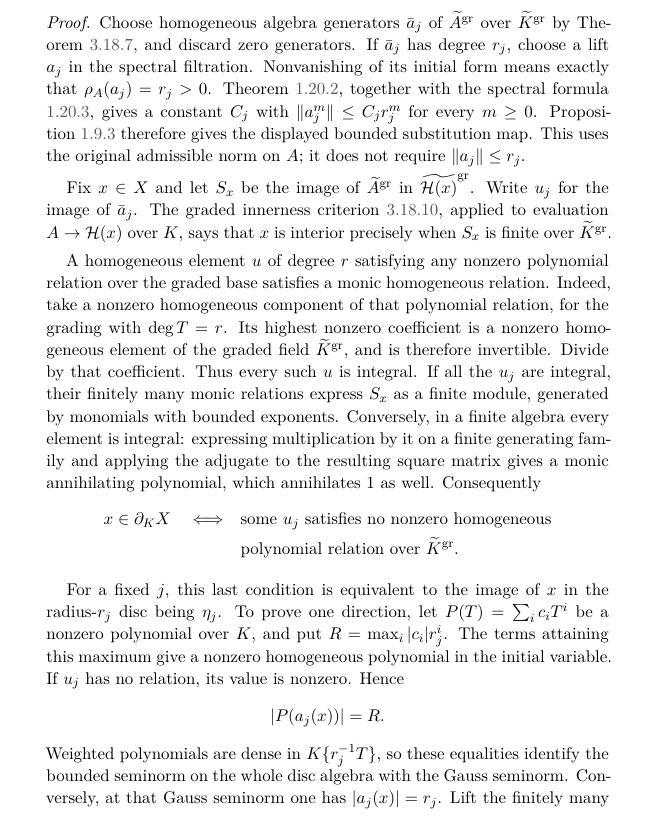 Proof. Choose homogeneous algebra generators ā_j of Ã^gr over K̃^gr by The-
orem 3.18.7, and discard zero generators. If ā_j has degree r_j, choose a lift
a_j in the spectral filtration. Nonvanishing of its initial form means exactly
that ρ_A(a_j) = r_j > 0. Theorem 1.20.2, together with the spectral formula
1.20.3, gives a constant C_j with ‖a_j^m‖ ≤ C_j r_j^m for every m ≥ 0. Proposi-
tion 1.9.3 therefore gives the displayed bounded substitution map. This uses
the original admissible norm on A; it does not require ‖a_j‖ ≤ r_j.
Fix x ∈ X and let S_x be the image of Ã^gr in \widetilde{ℋ(x)}^gr. Write u_j for the
image of ā_j. The graded innerness criterion 3.18.10, applied to evaluation
A → ℋ(x) over K, says that x is interior precisely when S_x is finite over K̃^gr.
A homogeneous element u of degree r satisfying any nonzero polynomial
relation over the graded base satisfies a monic homogeneous relation. Indeed,
take a nonzero homogeneous component of that polynomial relation, for the
grading with deg T = r. Its highest nonzero coefficient is a nonzero homo-
geneous element of the graded field K̃^gr, and is therefore invertible. Divide
by that coefficient. Thus every such u is integral. If all the u_j are integral,
their finitely many monic relations express S_x as a finite module, generated
by monomials with bounded exponents. Conversely, in a finite algebra every
element is integral: expressing multiplication by it on a finite generating fam-
ily and applying the adjugate to the resulting square matrix gives a monic
annihilating polynomial, which annihilates 1 as well. Consequently
x ∈ ∂_K X ⟺ some u_j satisfies no nonzero homogeneous
polynomial relation over K̃^gr.
For a fixed j, this last condition is equivalent to the image of x in the
radius-r_j disc being η_j. To prove one direction, let P(T) = ∑_i c_i T^i be a
nonzero polynomial over K, and put R = max_i |c_i|r_j^i. The terms attaining
this maximum give a nonzero homogeneous polynomial in the initial variable.
If u_j has no relation, its value is nonzero. Hence
|P(a_j(x))| = R.
Weighted polynomials are dense in K{r_j^{-1}T}, so these equalities identify the
bounded seminorm on the whole disc algebra with the Gauss seminorm. Con-
versely, at that Gauss seminorm one has |a_j(x)| = r_j. Lift the finitely many